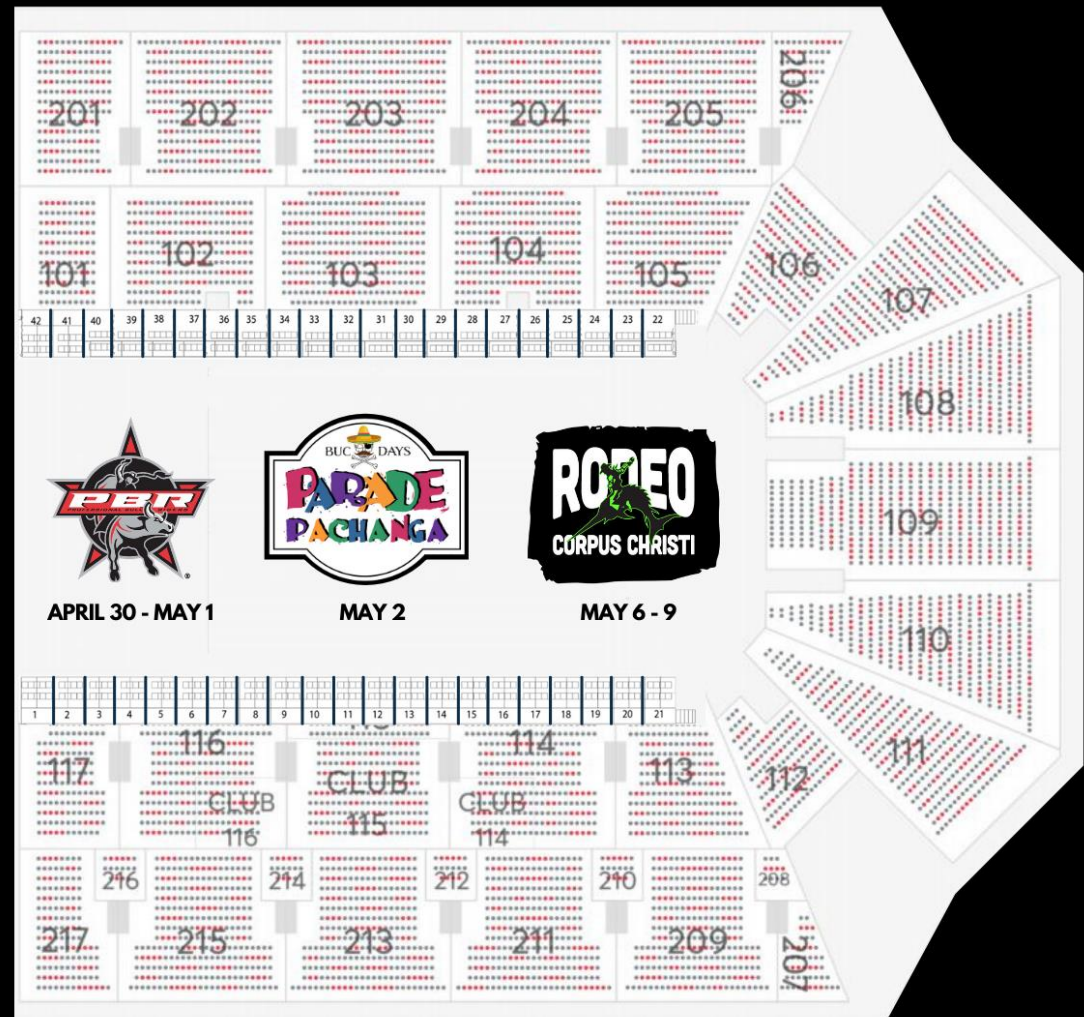 201 202 203 204 205 206
101 102 103 104 105 106
107
42 41 40 39 38 37 36 35 34 33 32 31 30 29 28 27 26 25 24 23 22
108
PBR
PROFESSIONAL BULL RIDERS
BUC DAYS
PARADE
PACHANGA
RODEO
CORPUS CHRISTI
109
APRIL 30 - MAY 1
MAY 2
MAY 6 - 9
110
1 2 3 4 5 6 7 8 9 10 11 12 13 14 15 16 17 18 19 20 21
111
117 116 114 113 112
CLUB
115
CLUB
116
CLUB
114
216 214 212 210 208
217 215 213 211 209 207